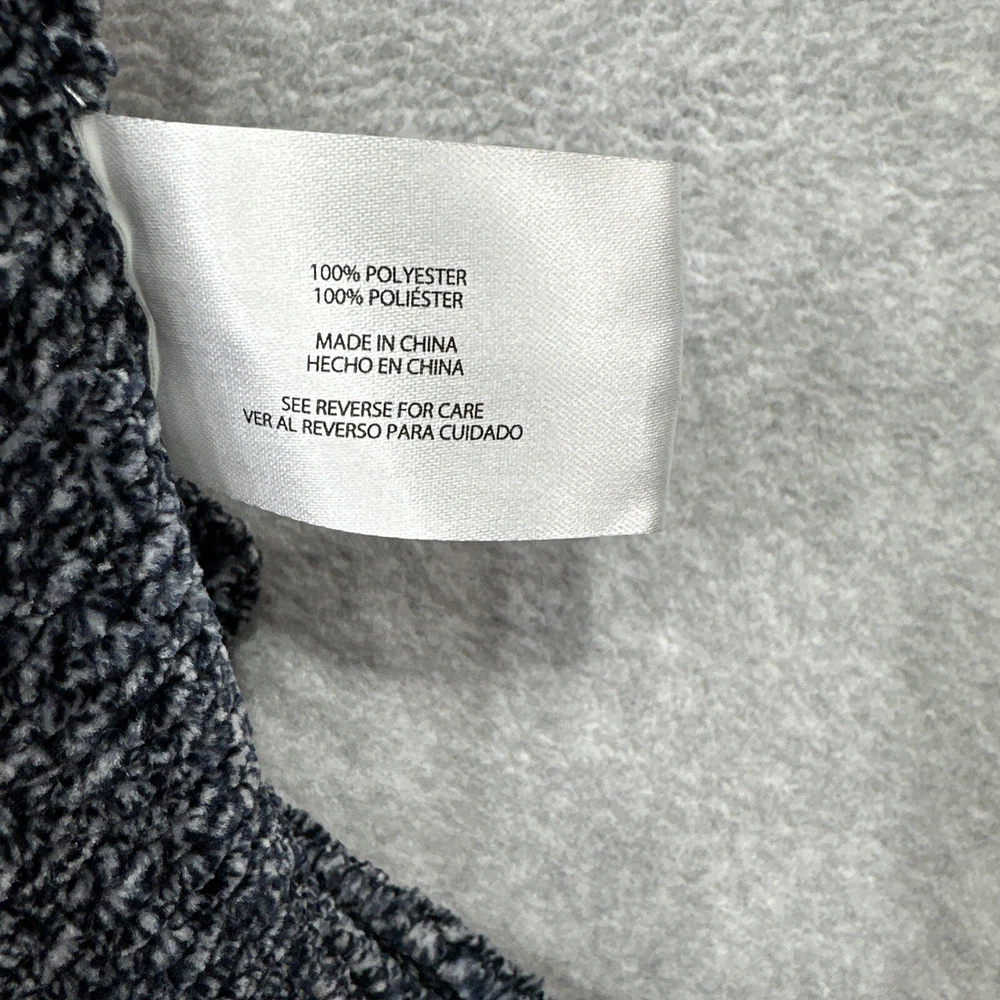 100% POLYESTER
100% POLIÉSTER
MADE IN CHINA
HECHO EN CHINA
SEE REVERSE FOR CARE
VER AL REVERSO PARA CUIDADO